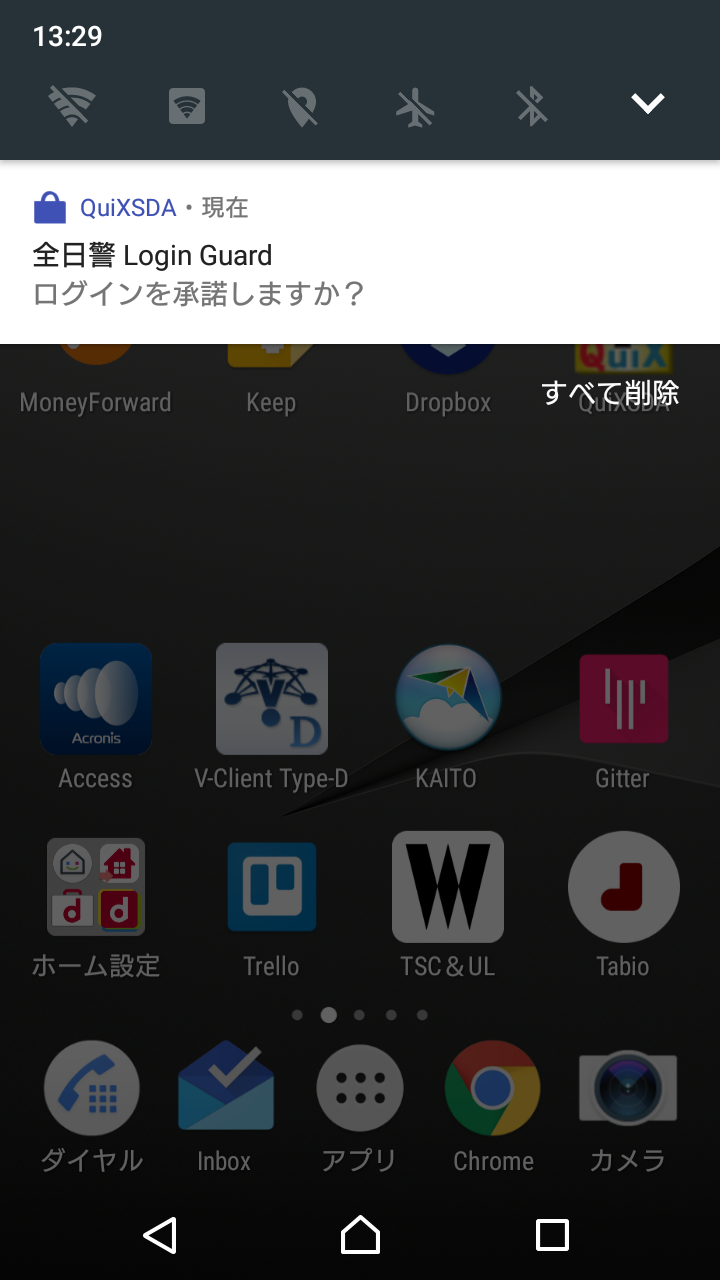 13:29
QuiXSDA・現在
全日警 Login Guard
ログインを承諾しますか？
QuiX
すべて削除
MoneyForward
Keep
Dropbox
QuiXSDA
Acronis
D
Access
V-Client Type-D
KAITO
Gitter
ホーム設定
Trello
TSC＆UL
Tabio
ダイヤル
Inbox
アプリ
Chrome
カメラ